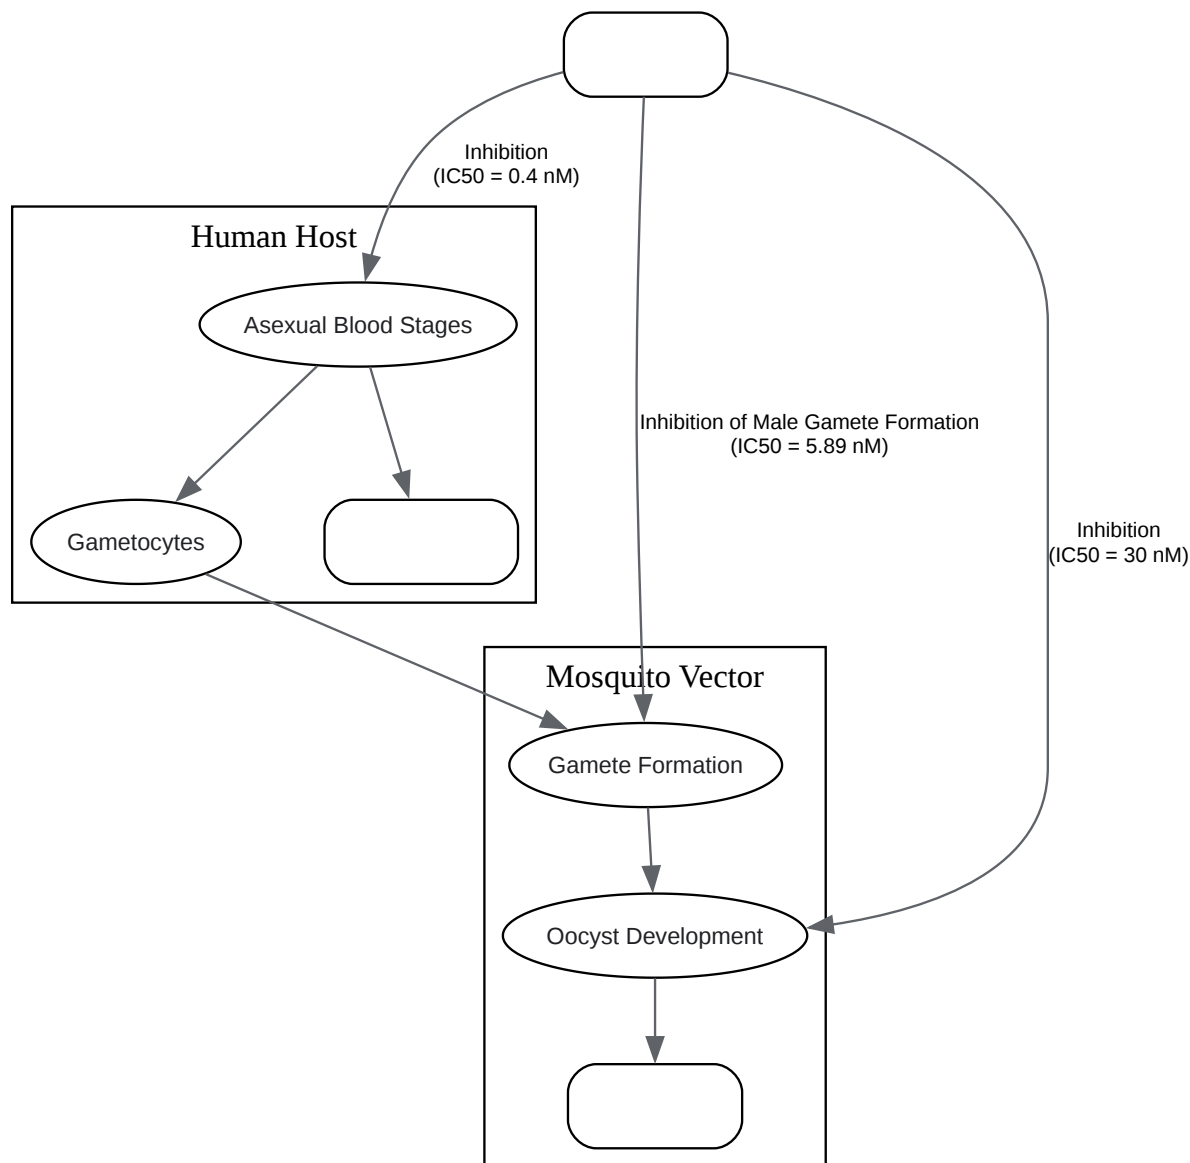 Inhibition
(IC50 = 0.4 nM)
Human Host
Asexual Blood Stages
Inhibition of Male Gamete Formation
(IC50 = 5.89 nM)
Gametocytes
Inhibition
(IC50 = 30 nM)
Mosquito Vector
Gamete Formation
Oocyst Development